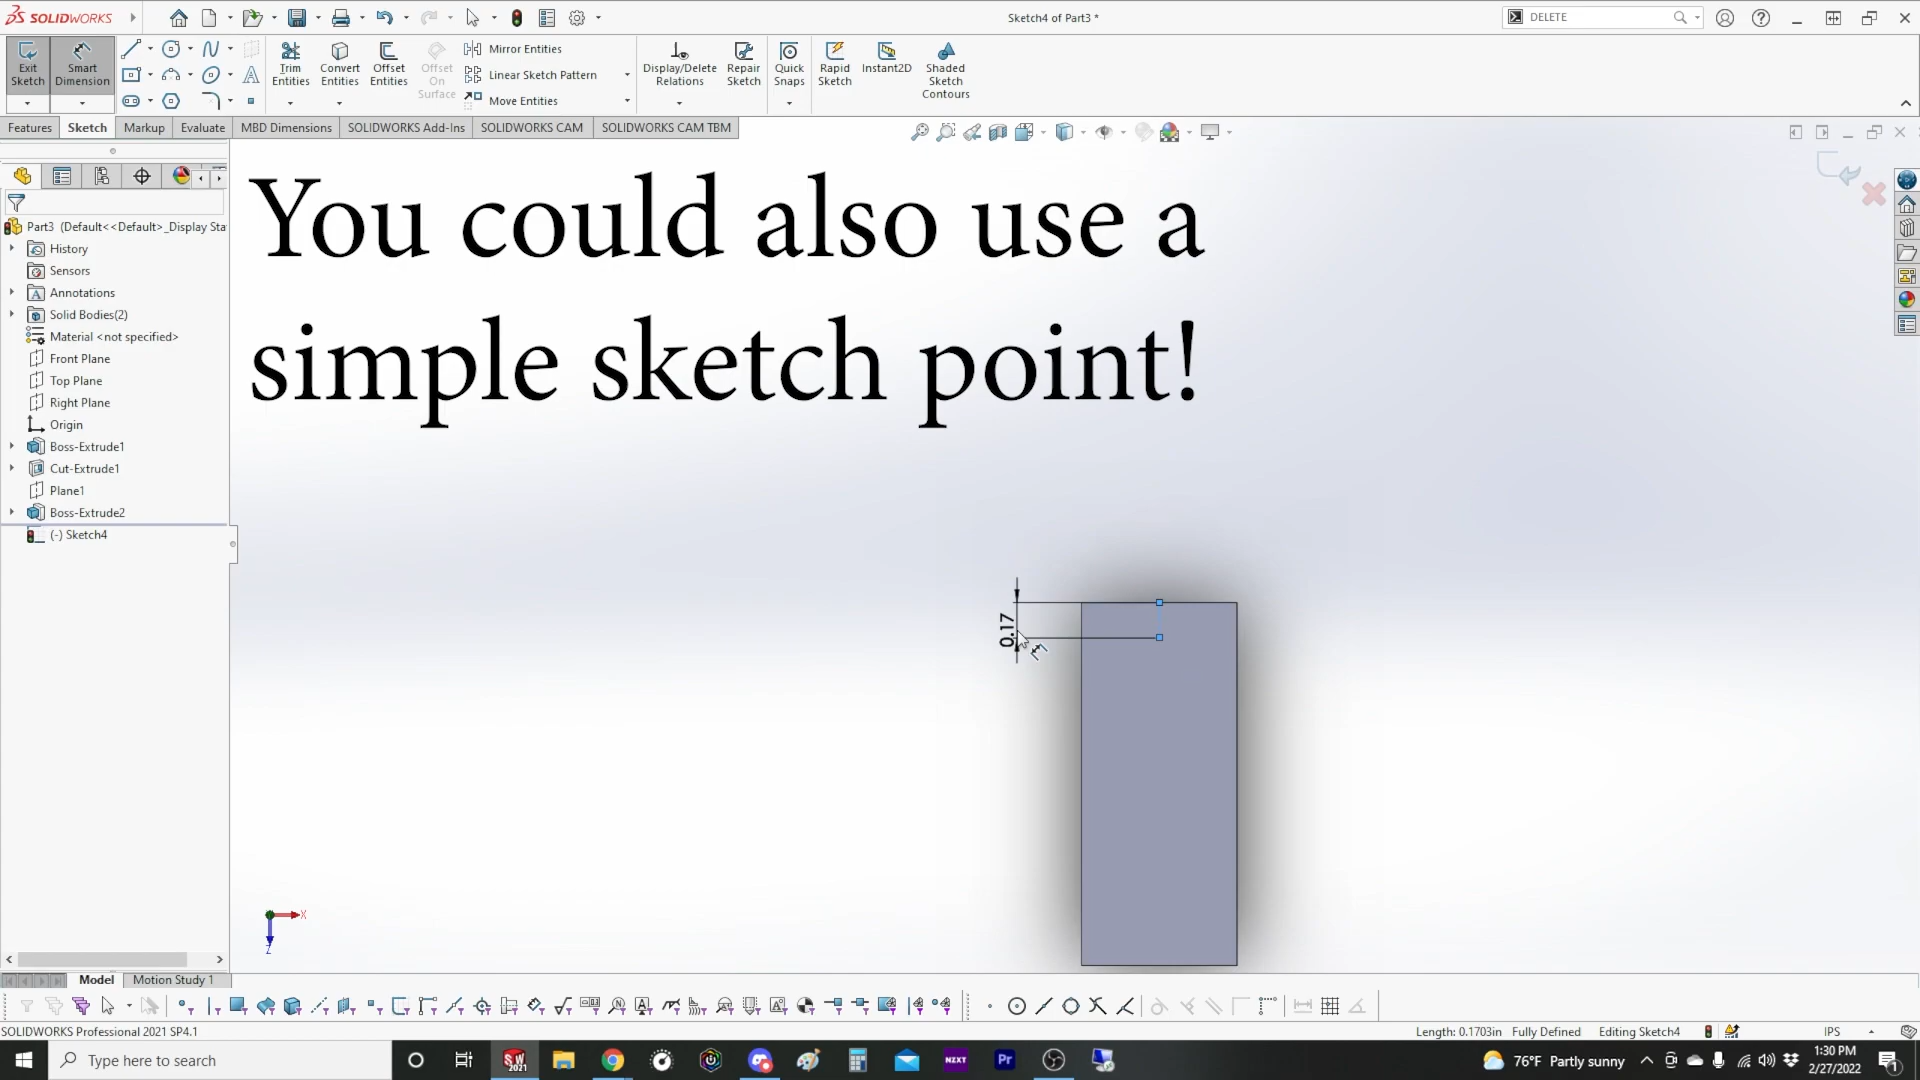 SOLIDWORKS
Sketch4 of Part3 *
DELETE
Exit Sketch
Smart Dimension
Trim Entities
Convert Entities
Offset Entities
Offset On Surface
Mirror Entities
Linear Sketch Pattern
Move Entities
Display/Delete Relations
Repair Sketch
Quick Snaps
Rapid Sketch
Instant2D
Shaded Sketch Contours
Features Sketch Markup Evaluate MBD Dimensions SOLIDWORKS Add-Ins SOLIDWORKS CAM SOLIDWORKS CAM TBM
You could also use a
simple sketch point!
Part3 (Default<<Default>_Display Sta
History
Sensors
Annotations
Solid Bodies(2)
Material <not specified>
Front Plane
Top Plane
Right Plane
Origin
Boss-Extrude1
Cut-Extrude1
Plane1
Boss-Extrude2
(-) Sketch4
0.17
X
Z
Model Motion Study 1
SOLIDWORKS Professional 2021 SP4.1
Length: 0.1703in Fully Defined Editing Sketch4 IPS
Type here to search
SW 2021
NZXT
Pr
76°F Partly sunny
1:30 PM
2/27/2022
1